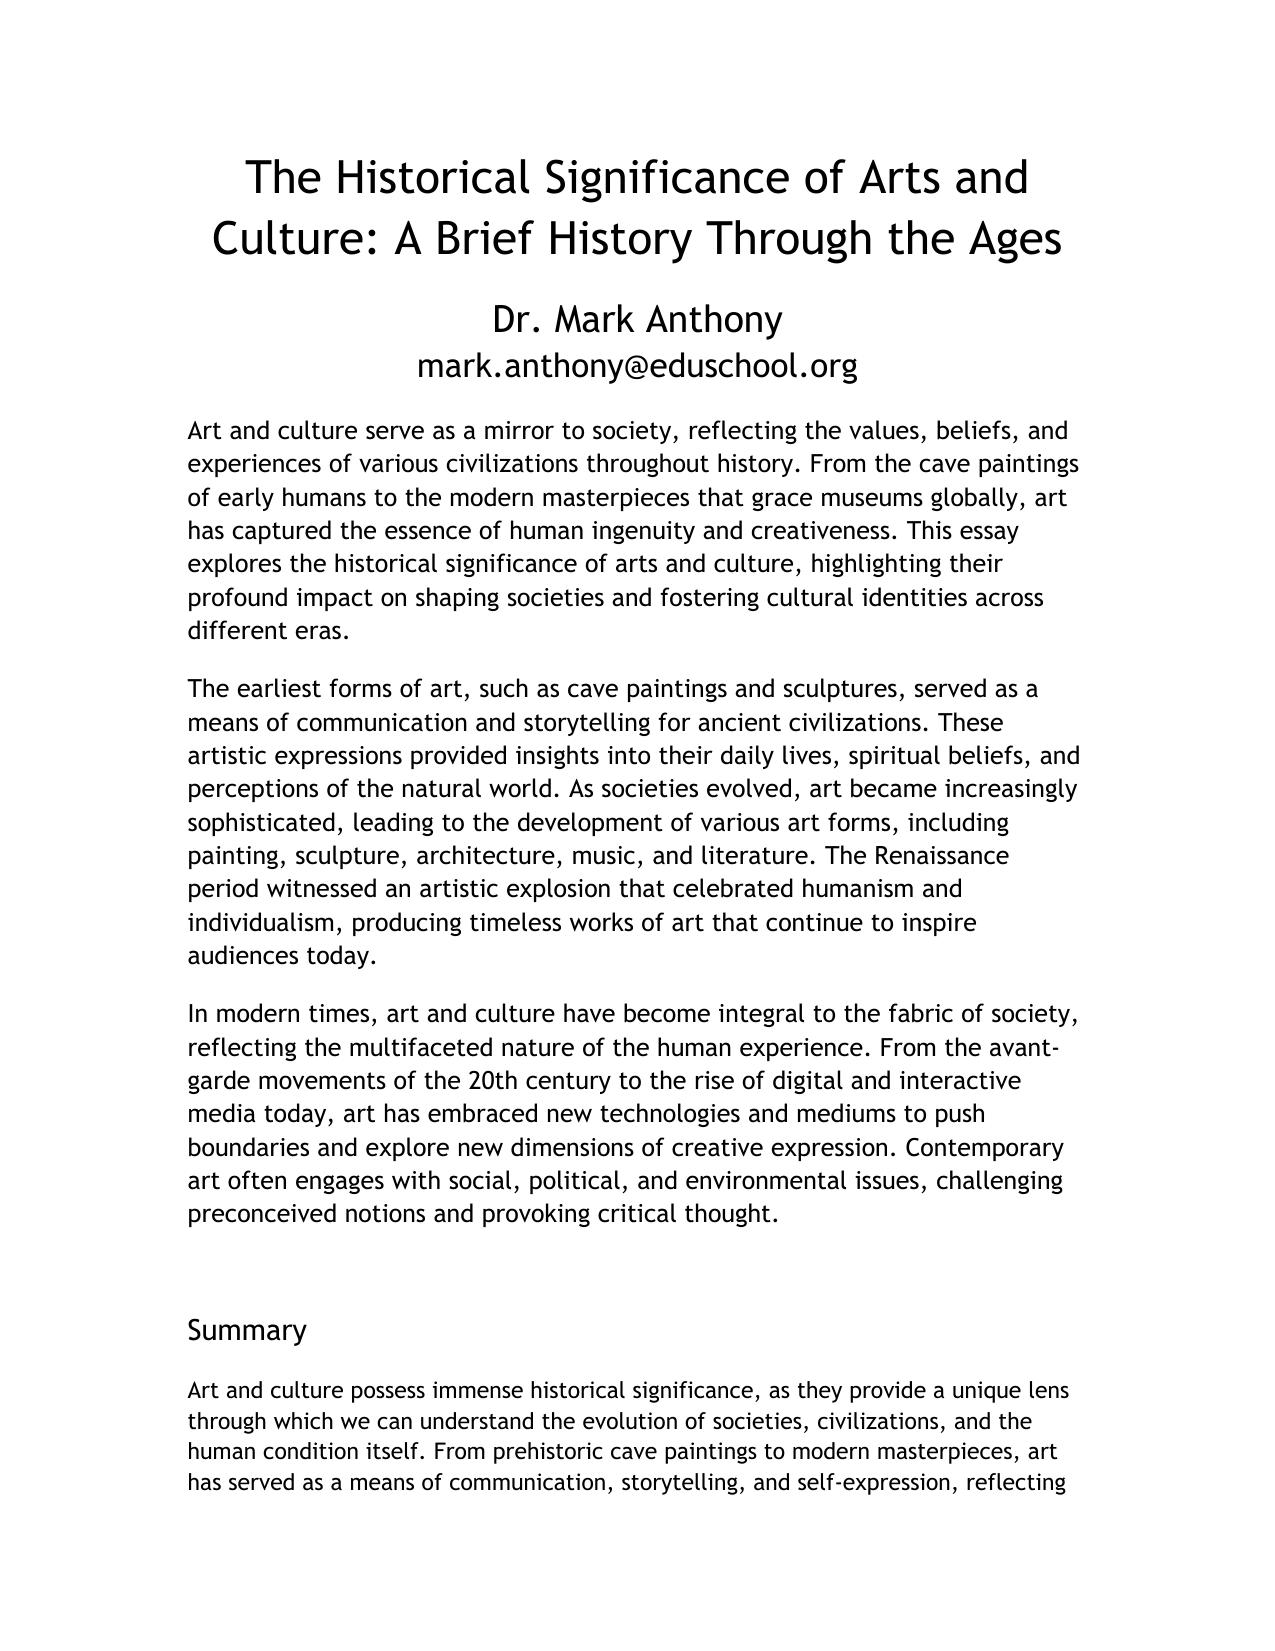 The Historical Significance of Arts and
Culture: A Brief History Through the Ages
Dr. Mark Anthony
mark.anthony@eduschool.org
Art and culture serve as a mirror to society, reflecting the values, beliefs, and
experiences of various civilizations throughout history. From the cave paintings
of early humans to the modern masterpieces that grace museums globally, art
has captured the essence of human ingenuity and creativeness. This essay
explores the historical significance of arts and culture, highlighting their
profound impact on shaping societies and fostering cultural identities across
different eras.
The earliest forms of art, such as cave paintings and sculptures, served as a
means of communication and storytelling for ancient civilizations. These
artistic expressions provided insights into their daily lives, spiritual beliefs, and
perceptions of the natural world. As societies evolved, art became increasingly
sophisticated, leading to the development of various art forms, including
painting, sculpture, architecture, music, and literature. The Renaissance
period witnessed an artistic explosion that celebrated humanism and
individualism, producing timeless works of art that continue to inspire
audiences today.
In modern times, art and culture have become integral to the fabric of society,
reflecting the multifaceted nature of the human experience. From the avant-
garde movements of the 20th century to the rise of digital and interactive
media today, art has embraced new technologies and mediums to push
boundaries and explore new dimensions of creative expression. Contemporary
art often engages with social, political, and environmental issues, challenging
preconceived notions and provoking critical thought.
Summary
Art and culture possess immense historical significance, as they provide a unique lens
through which we can understand the evolution of societies, civilizations, and the
human condition itself. From prehistoric cave paintings to modern masterpieces, art
has served as a means of communication, storytelling, and self-expression, reflecting